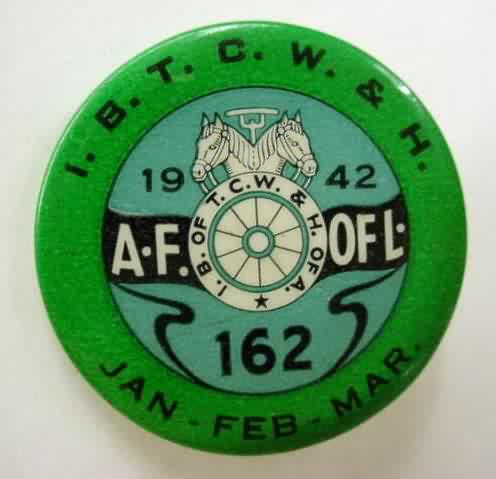 I. B. T. C. W. & H.
19 42
I. B. OF T. C. W. & H. OF A.
A. F. OF L.
162
JAN - FEB - MAR.